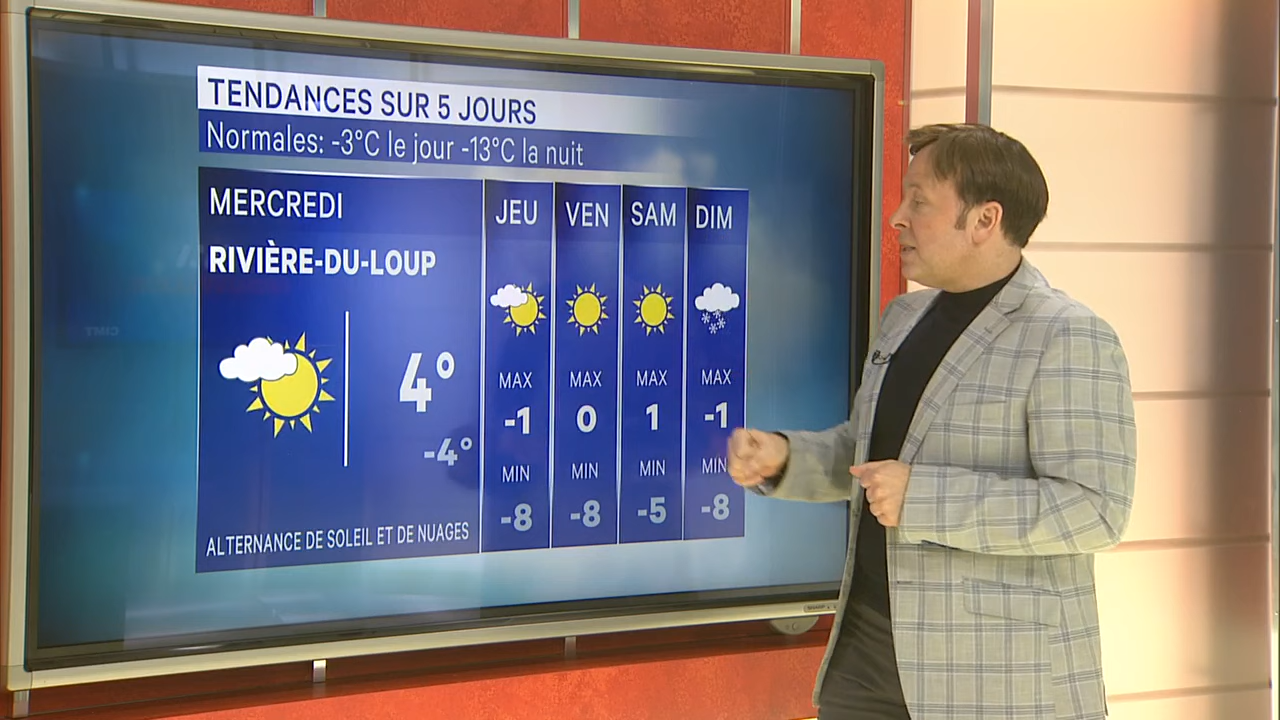 TENDANCES SUR 5 JOURS
Normales: -3°C le jour -13°C la nuit
MERCREDI
RIVIÈRE-DU-LOUP
4°
-4°
ALTERNANCE DE SOLEIL ET DE NUAGES
JEU VEN SAM DIM
MAX MAX MAX MAX
-1 0 1 -1
MIN MIN MIN MIN
-8 -8 -5 -8
SHARP